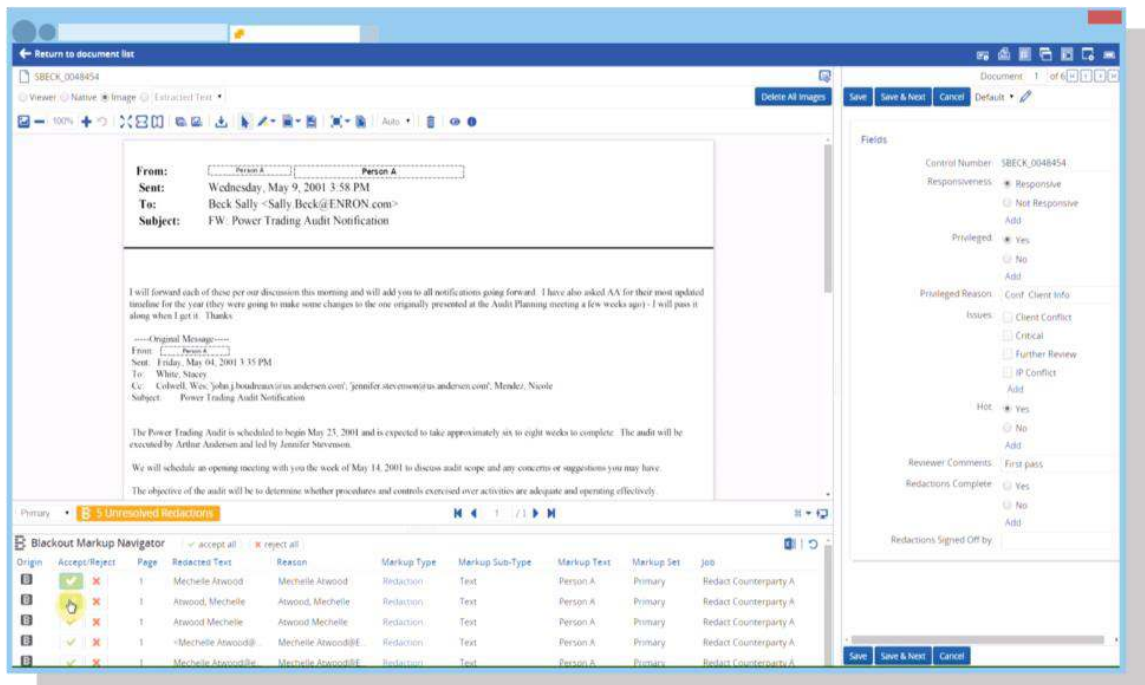 Return to document list
SBECK_0048454
Viewer Native Image Extracted Text
Delete All Images
100%
Auto
From: Person A Person A
Sent: Wednesday, May 9, 2001 3:58 PM
To: Beck Sally <Sally.Beck@ENRON.com>
Subject: FW: Power Trading Audit Notification
I will forward each of these per our discussion this morning and will add you to all notifications going forward. I have also asked AA for their most updated
timeline for the year (they were going to make some changes to the one originally presented at the Audit Planning meeting a few weeks ago) - I will pass it
along when I get it. Thanks
-----Original Message-----
From: Person A
Sent: Friday, May 04, 2001 3:35 PM
To: White, Stacey
Cc: Colwell, Wes; 'john.j.boudreaux@us.andersen.com'; 'jennifer.stevenson@us.andersen.com'; Mendez, Nicole
Subject: Power Trading Audit Notification
The Power Trading Audit is scheduled to begin May 23, 2001 and is expected to take approximately six to eight weeks to complete. The audit will be
executed by Arthur Andersen and led by Jennifer Stevenson.
We will schedule an opening meeting with you the week of May 14, 2001 to discuss audit scope and any concerns or suggestions you may have.
The objective of the audit will be to determine whether procedures and controls exercised over activities are adequate and operating effectively.
Primary
5 Unresolved Redactions
1 / 1
Blackout Markup Navigator accept all reject all
Origin Accept/Reject Page Redacted Text Reason Markup Type Markup Sub-Type Markup Text Markup Set Job
1 Mechelle Atwood Mechelle Atwood Redaction Text Person A Primary Redact Counterparty A
1 Atwood, Mechelle Atwood, Mechelle Redaction Text Person A Primary Redact Counterparty A
1 Atwood Mechelle Atwood Mechelle Redaction Text Person A Primary Redact Counterparty A
1 <Mechelle Atwood@... Mechelle Atwood@E... Redaction Text Person A Primary Redact Counterparty A
1 Mechelle Atwood@e... Mechelle Atwood@E... Redaction Text Person A Primary Redact Counterparty A
Document 1 of 6
Save Save & Next Cancel Default
Fields
Control Number SBECK_0048454
Responsiveness Responsive
Not Responsive
Add
Privileged Yes
No
Add
Privileged Reason Conf. Client Info
Issues Client Conflict
Critical
Further Review
IP Conflict
Add
Hot Yes
No
Add
Reviewer Comments First pass
Redactions Complete Yes
No
Add
Redactions Signed Off by
Save Save & Next Cancel